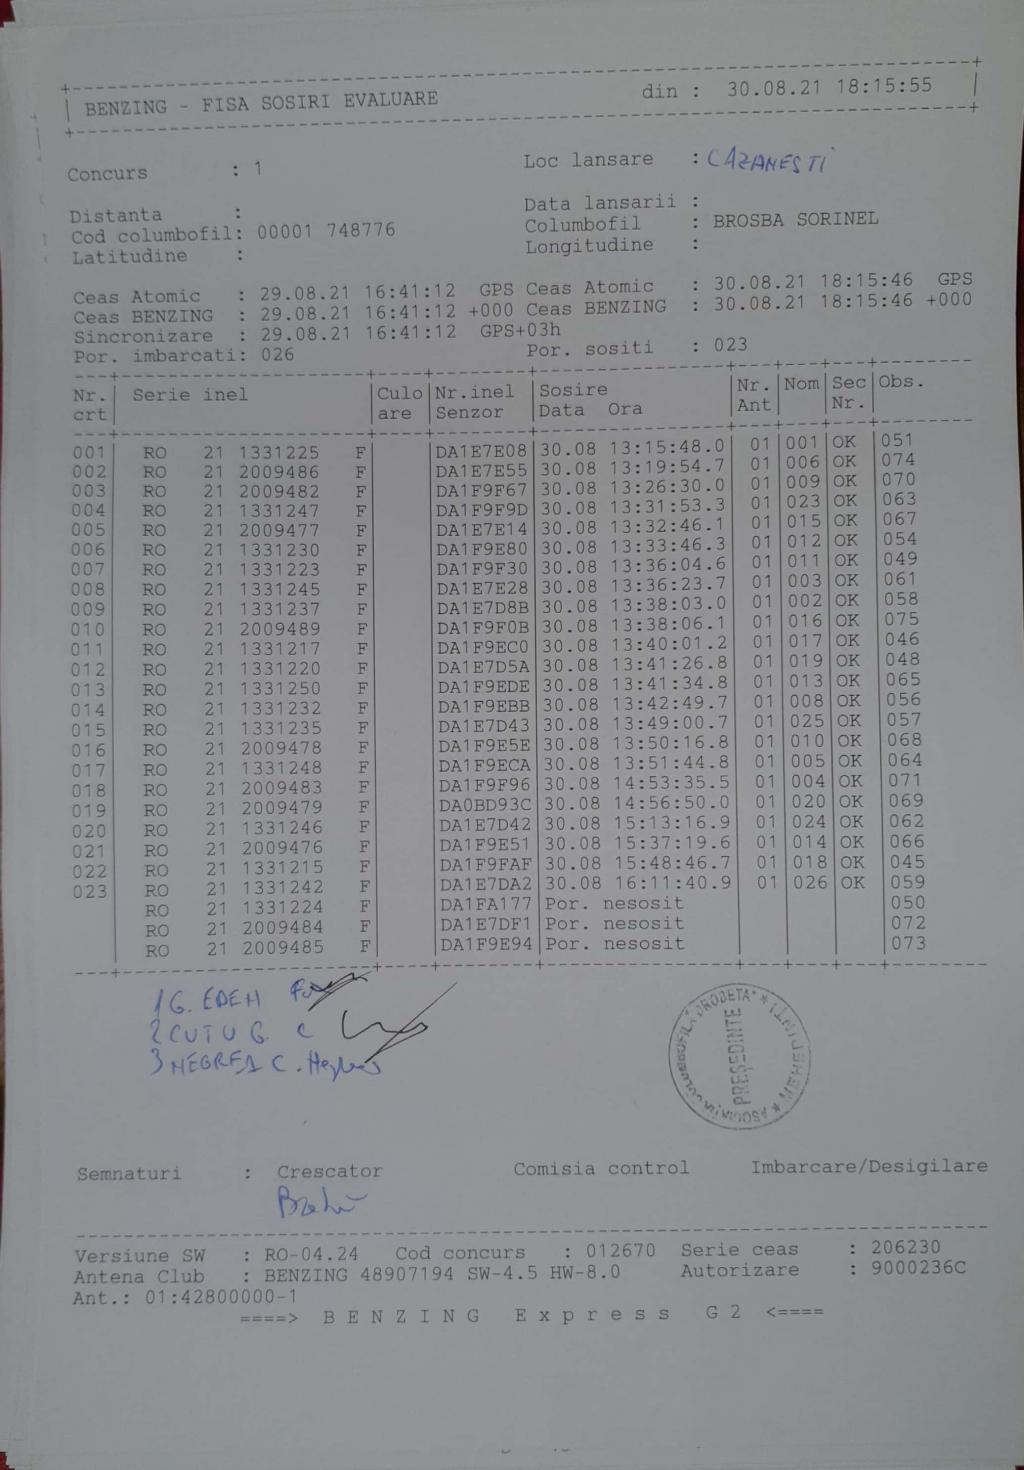 BENZING - FISA SOSIRI EVALUARE din : 30.08.21 18:15:55
Concurs : 1 Loc lansare : CAZANESTI
Distanta : Data lansarii :
Cod columbofil: 00001 748776 Columbofil : BROSBA SORINEL
Latitudine : Longitudine :
Ceas Atomic : 29.08.21 16:41:12 GPS Ceas Atomic : 30.08.21 18:15:46 GPS
Ceas BENZING : 29.08.21 16:41:12 +000 Ceas BENZING : 30.08.21 18:15:46 +000
Sincronizare : 29.08.21 16:41:12 GPS+03h
Por. imbarcati: 026 Por. sositi : 023
Nr. Serie inel Culo Nr.inel Sosire Nr. Nom Sec Obs.
crt are Senzor Data Ora Ant Nr.
001 RO 21 1331225 F DA1E7E08 30.08 13:15:48.0 01 001 OK 051
002 RO 21 2009486 F DA1E7E55 30.08 13:19:54.7 01 006 OK 074
003 RO 21 2009482 F DA1F9F67 30.08 13:26:30.0 01 009 OK 070
004 RO 21 1331247 F DA1F9F9D 30.08 13:31:53.3 01 023 OK 063
005 RO 21 2009477 F DA1E7E14 30.08 13:32:46.1 01 015 OK 067
006 RO 21 1331230 F DA1F9E80 30.08 13:33:46.3 01 012 OK 054
007 RO 21 1331223 F DA1F9F30 30.08 13:36:04.6 01 011 OK 049
008 RO 21 1331245 F DA1E7E28 30.08 13:36:23.7 01 003 OK 061
009 RO 21 1331237 F DA1E7D8B 30.08 13:38:03.0 01 002 OK 058
010 RO 21 2009489 F DA1F9F0B 30.08 13:38:06.1 01 016 OK 075
011 RO 21 1331217 F DA1F9EC0 30.08 13:40:01.2 01 017 OK 046
012 RO 21 1331220 F DA1E7D5A 30.08 13:41:26.8 01 019 OK 048
013 RO 21 1331250 F DA1F9EDE 30.08 13:41:34.8 01 013 OK 065
014 RO 21 1331232 F DA1F9EBB 30.08 13:42:49.7 01 008 OK 056
015 RO 21 1331235 F DA1E7D43 30.08 13:49:00.7 01 025 OK 057
016 RO 21 2009478 F DA1F9E5E 30.08 13:50:16.8 01 010 OK 068
017 RO 21 1331248 F DA1F9ECA 30.08 13:51:44.8 01 005 OK 064
018 RO 21 2009483 F DA1F9F96 30.08 14:53:35.5 01 004 OK 071
019 RO 21 2009479 F DA0BD93C 30.08 14:56:50.0 01 020 OK 069
020 RO 21 1331246 F DA1E7D42 30.08 15:13:16.9 01 024 OK 062
021 RO 21 2009476 F DA1F9E51 30.08 15:37:19.6 01 014 OK 066
022 RO 21 1331215 F DA1F9FAF 30.08 15:48:46.7 01 018 OK 045
023 RO 21 1331242 F DA1E7DA2 30.08 16:11:40.9 01 026 OK 059
RO 21 1331224 F DA1FA177 Por. nesosit 050
RO 21 2009484 F DA1E7DF1 Por. nesosit 072
RO 21 2009485 F DA1F9E94 Por. nesosit 073
1 G. EDEM
2 CUTU G. C
3 NEGREA C.
ASOCIAȚIA COLUMBOFILĂ "DROBETA" * MEHEDINȚI *
PREȘEDINTE
Semnaturi : Crescator Comisia control Imbarcare/Desigilare
Versiune SW : RO-04.24 Cod concurs : 012670 Serie ceas : 206230
Antena Club : BENZING 48907194 SW-4.5 HW-8.0 Autorizare : 9000236C
Ant.: 01:42800000-1
====> BENZING Express G2 <====